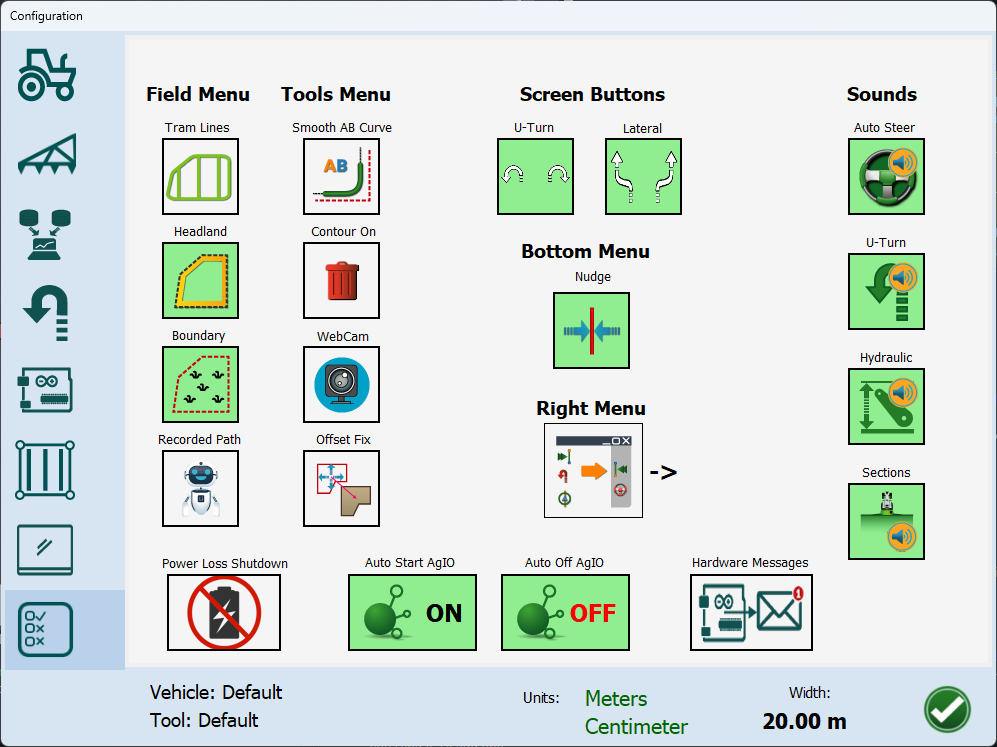 Configuration
Field Menu
Tools Menu
Screen Buttons
Sounds
Tram Lines
Smooth AB Curve
U-Turn
Lateral
Auto Steer
AB
Headland
Contour On
Bottom Menu
U-Turn
Nudge
Boundary
WebCam
Hydraulic
Right Menu
Recorded Path
Offset Fix
->
Sections
Power Loss Shutdown
Auto Start AgIO
Auto Off AgIO
Hardware Messages
ON
OFF
1
Vehicle: Default
Tool: Default
Units:
Meters
Centimeter
Width:
20.00 m